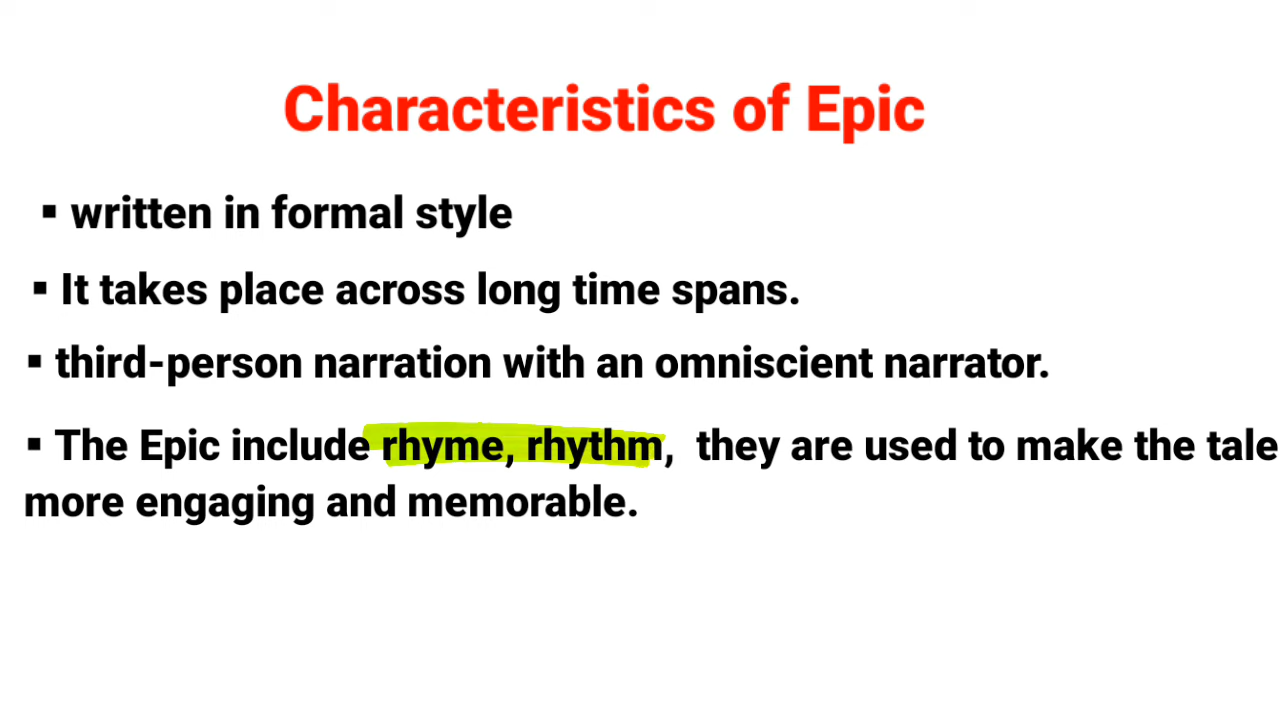 Characteristics of Epic
▪ written in formal style
▪ It takes place across long time spans.
▪ third-person narration with an omniscient narrator.
▪ The Epic include rhyme, rhythm, they are used to make the tale
more engaging and memorable.